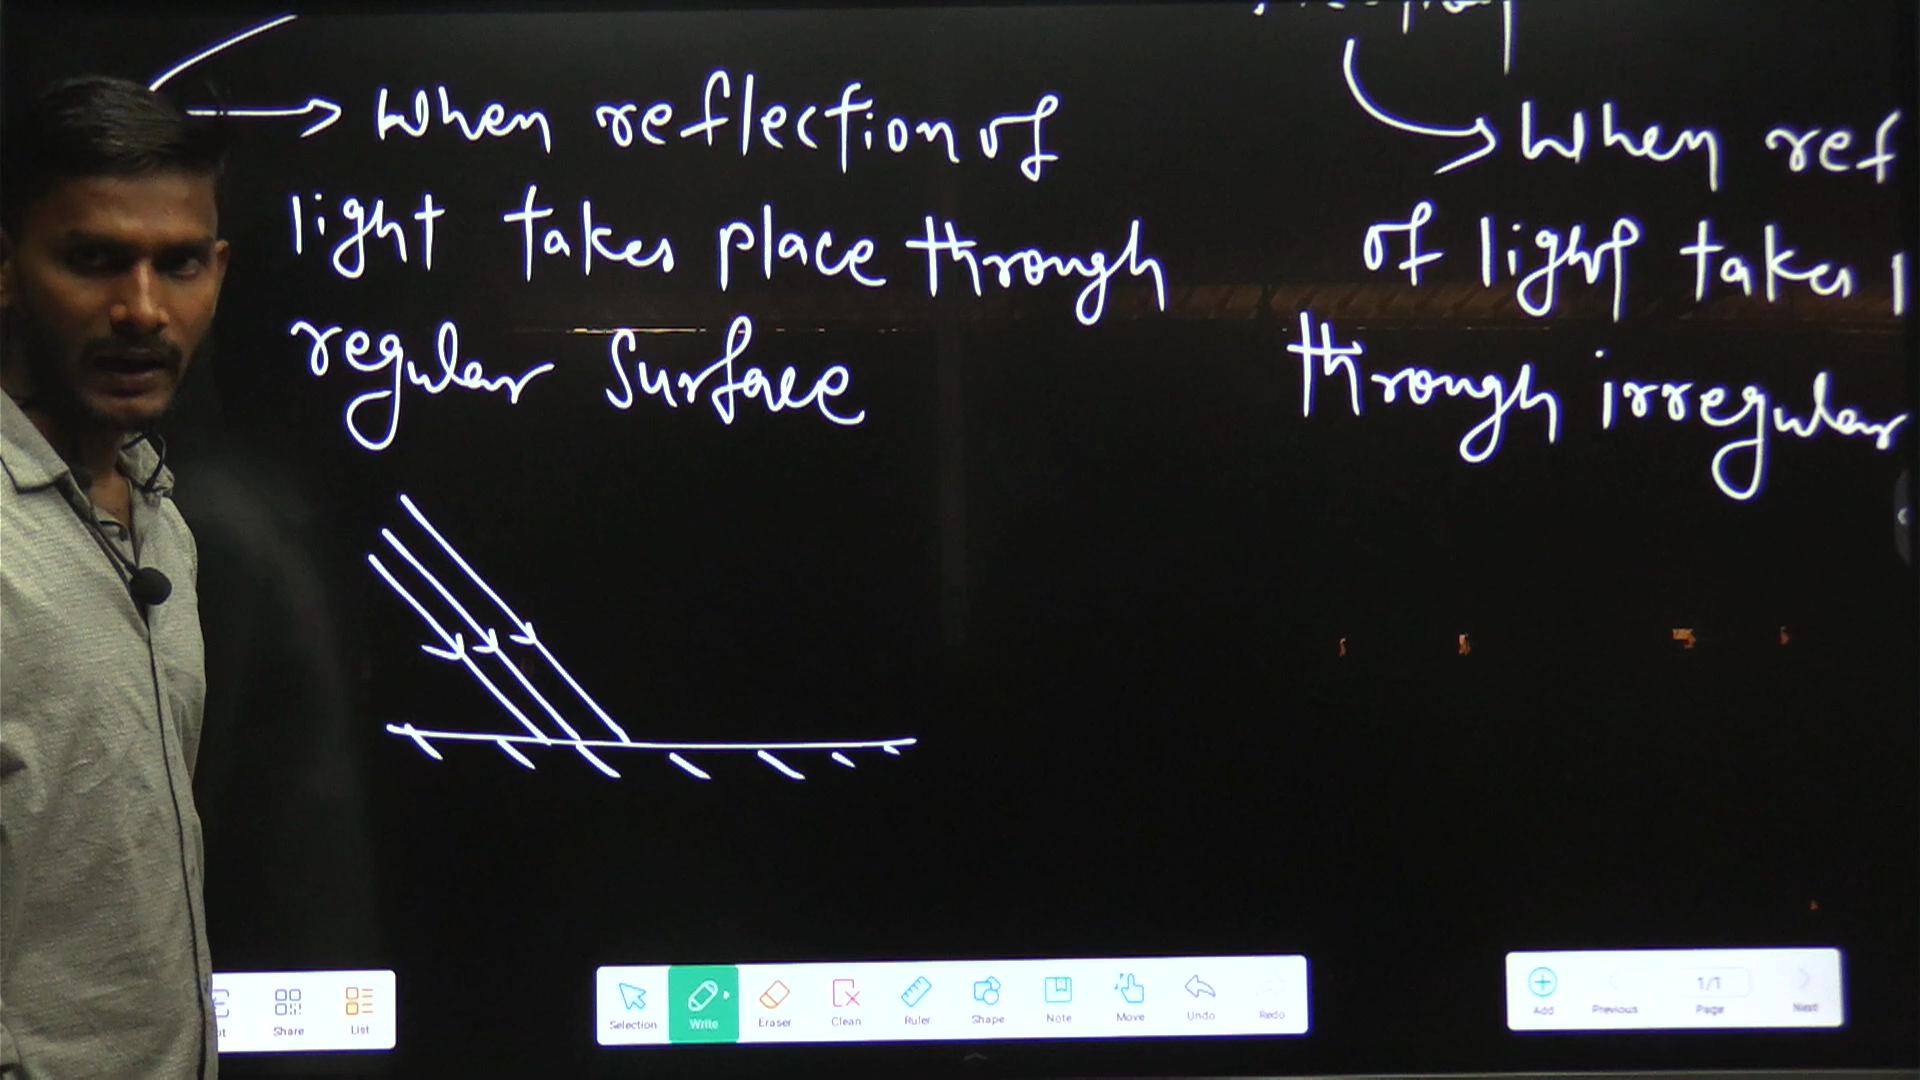 → When reflection of
light takes place through
regular surface
When ref
of light takes
through irregular
Share
List
Selection
Write
Eraser
Clean
Ruler
Shape
Note
Move
Undo
Redo
Add
Previous
1/1
Page
Next